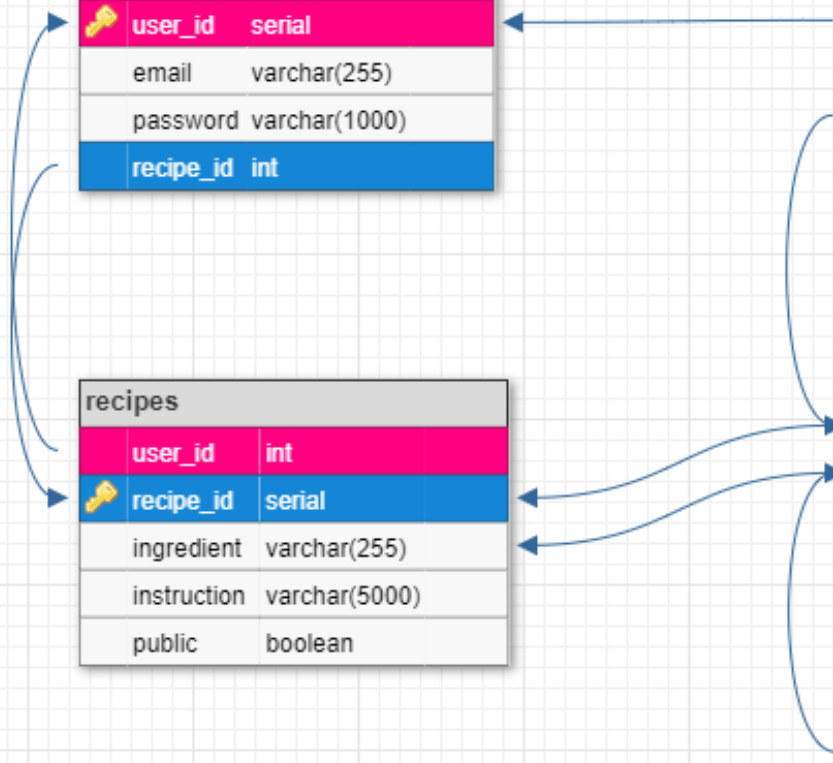 user_id serial
email varchar(255)
password varchar(1000)
recipe_id int
recipes
user_id int
recipe_id serial
ingredient varchar(255)
instruction varchar(5000)
public boolean